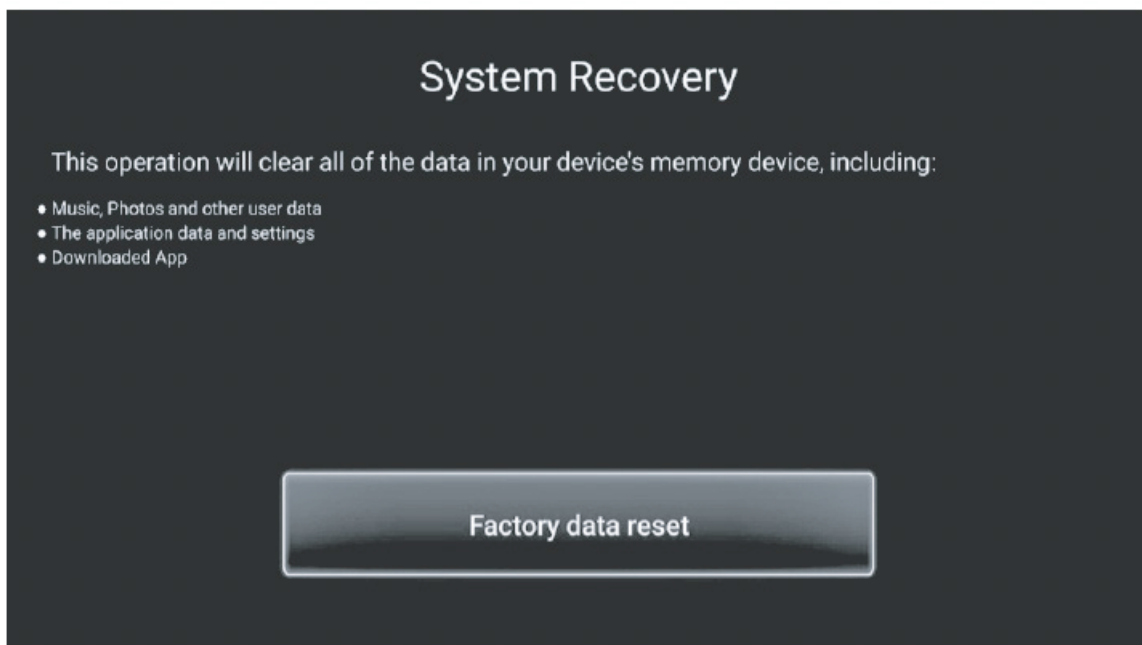 System Recovery
This operation will clear all of the data in your device's memory device, including:
● Music, Photos and other user data
● The application data and settings
● Downloaded App
Factory data reset